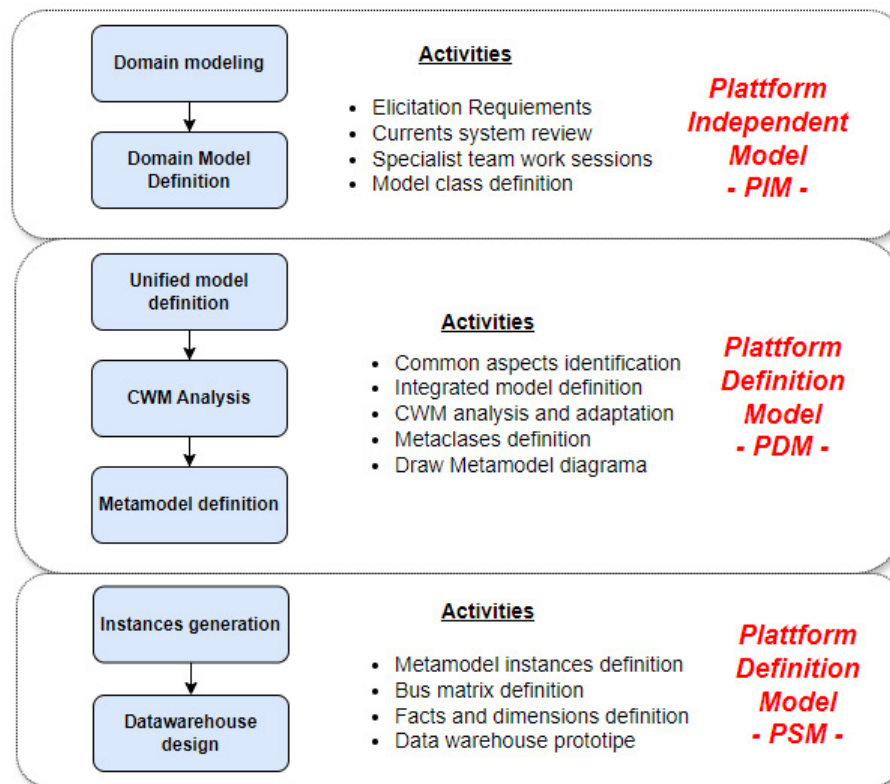 Domain modeling
Domain Model
Definition
Activities
• Elicitation Requiements
• Currents system review
• Specialist team work sessions
• Model class definition
Plattform
Independent
Model
- PIM -
Unified model
definition
CWM Analysis
Metamodel definition
Activities
• Common aspects identification
• Integrated model definition
• CWM analysis and adaptation
• Metaclases definition
• Draw Metamodel diagrama
Plattform
Definition
Model
- PDM -
Instances generation
Datawarehouse
design
Activities
• Metamodel instances definition
• Bus matrix definition
• Facts and dimensions definition
• Data warehouse prototipe
Plattform
Definition
Model
- PSM -